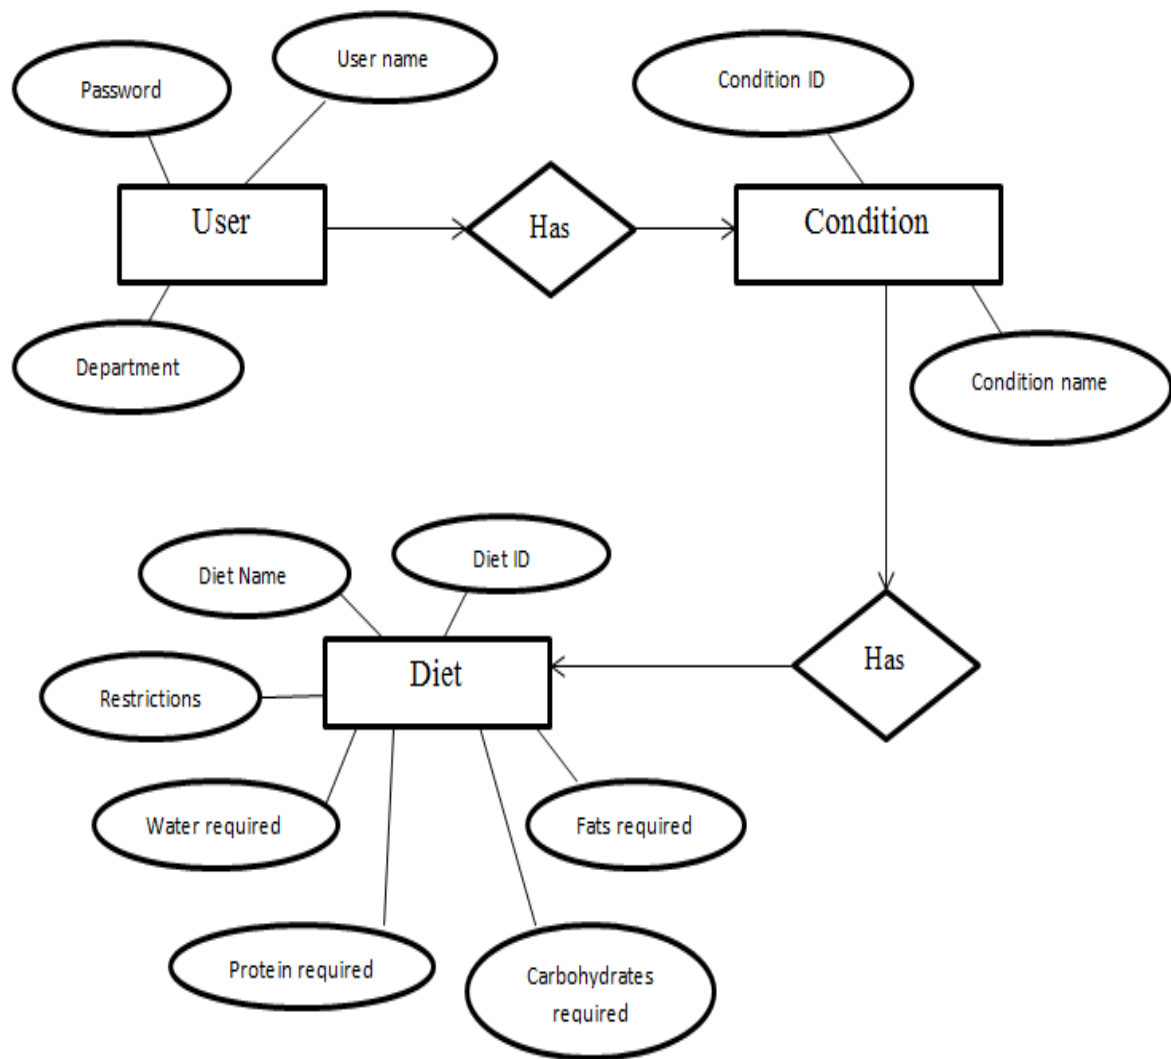 User name
Password
Condition ID
User
Has
Condition
Department
Condition name
Diet Name
Diet ID
Diet
Has
Restrictions
Water required
Fats required
Protein required
Carbohydrates
required